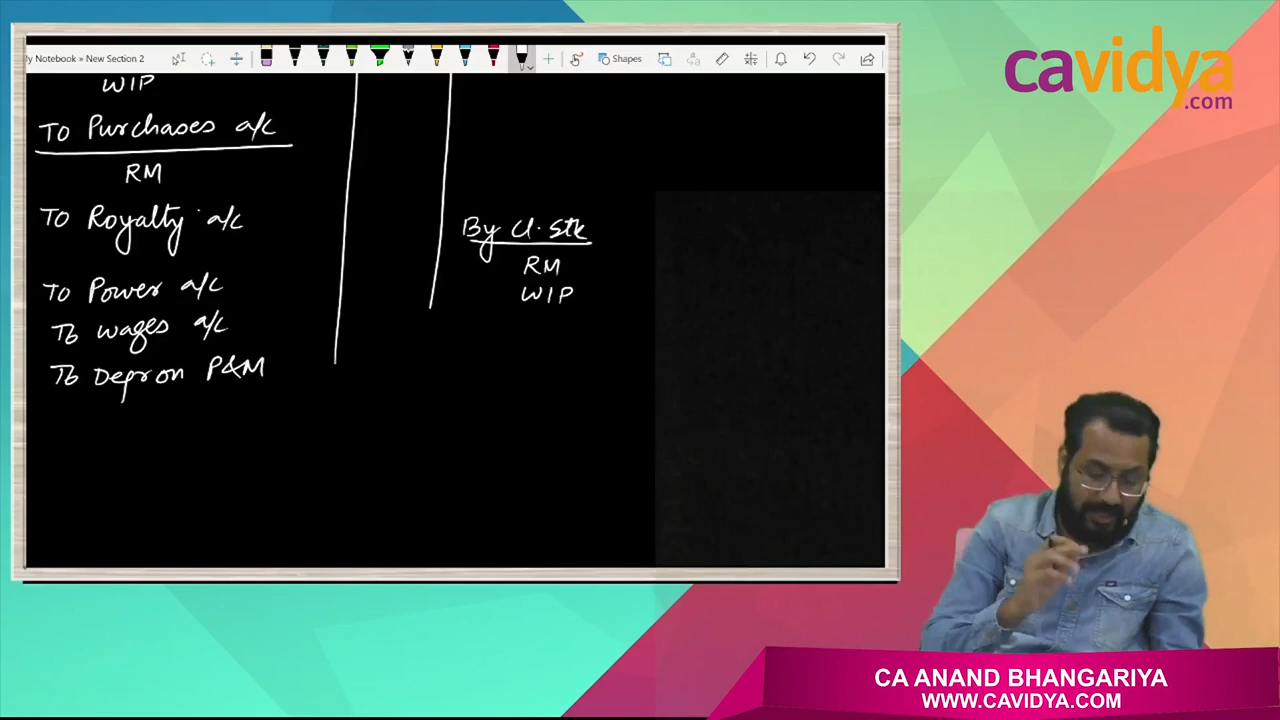 y Notebook » New Section 2
Shapes
WIP
To Purchases a/c
RM
To Royalty a/c
To Power a/c
To wages a/c
To Depr on P&M
By Cl. Stk
RM
WIP
cavidya
.com
CA ANAND BHANGARIYA
WWW.CAVIDYA.COM